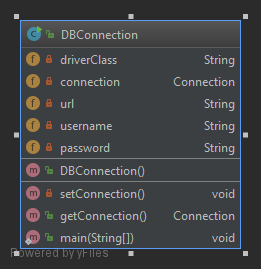 DBConnection
driverClass String
connection Connection
url String
username String
password String
DBConnection()
setConnection() void
getConnection() Connection
main(String[]) void
Powered by yFiles